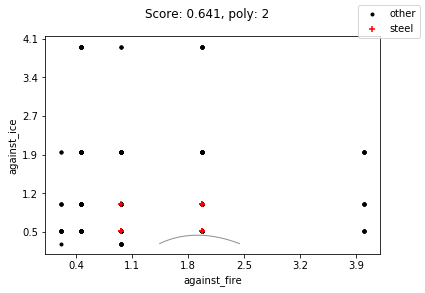 Score: 0.641, poly: 2
other
steel
4.1
3.4
2.7
1.9
1.2
0.5
against_ice
0.4 1.1 1.8 2.5 3.2 3.9
against_fire